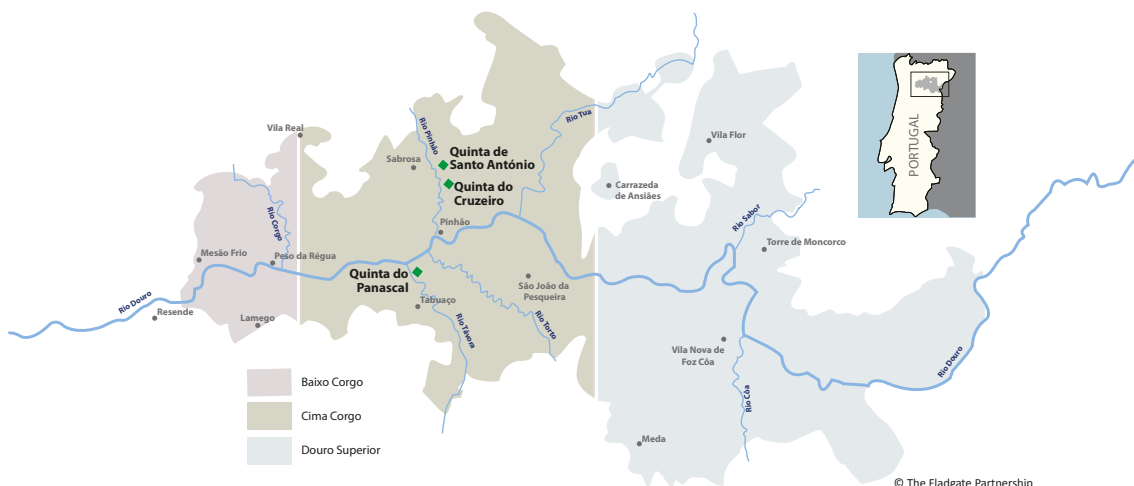 Vila Real
Rio Corgo
Mesão Frio
Peso da Régua
Rio Douro
Resende
Lamego
Rio Pinhão
Sabrosa
Quinta de
Santo António
Quinta do
Cruzeiro
Pinhão
Quinta do
Panascal
Tabuaço
Rio Távora
Rio Torto
São João da
Pesqueira
Rio Tua
Vila Flor
Carrazeda
de Ansiães
Rio Sabor
Torre de Moncorco
Vila Nova de
Foz Côa
Rio Côa
Meda
Rio Douro
PORTUGAL
Baixo Corgo
Cima Corgo
Douro Superior
© The Fladgate Partnership